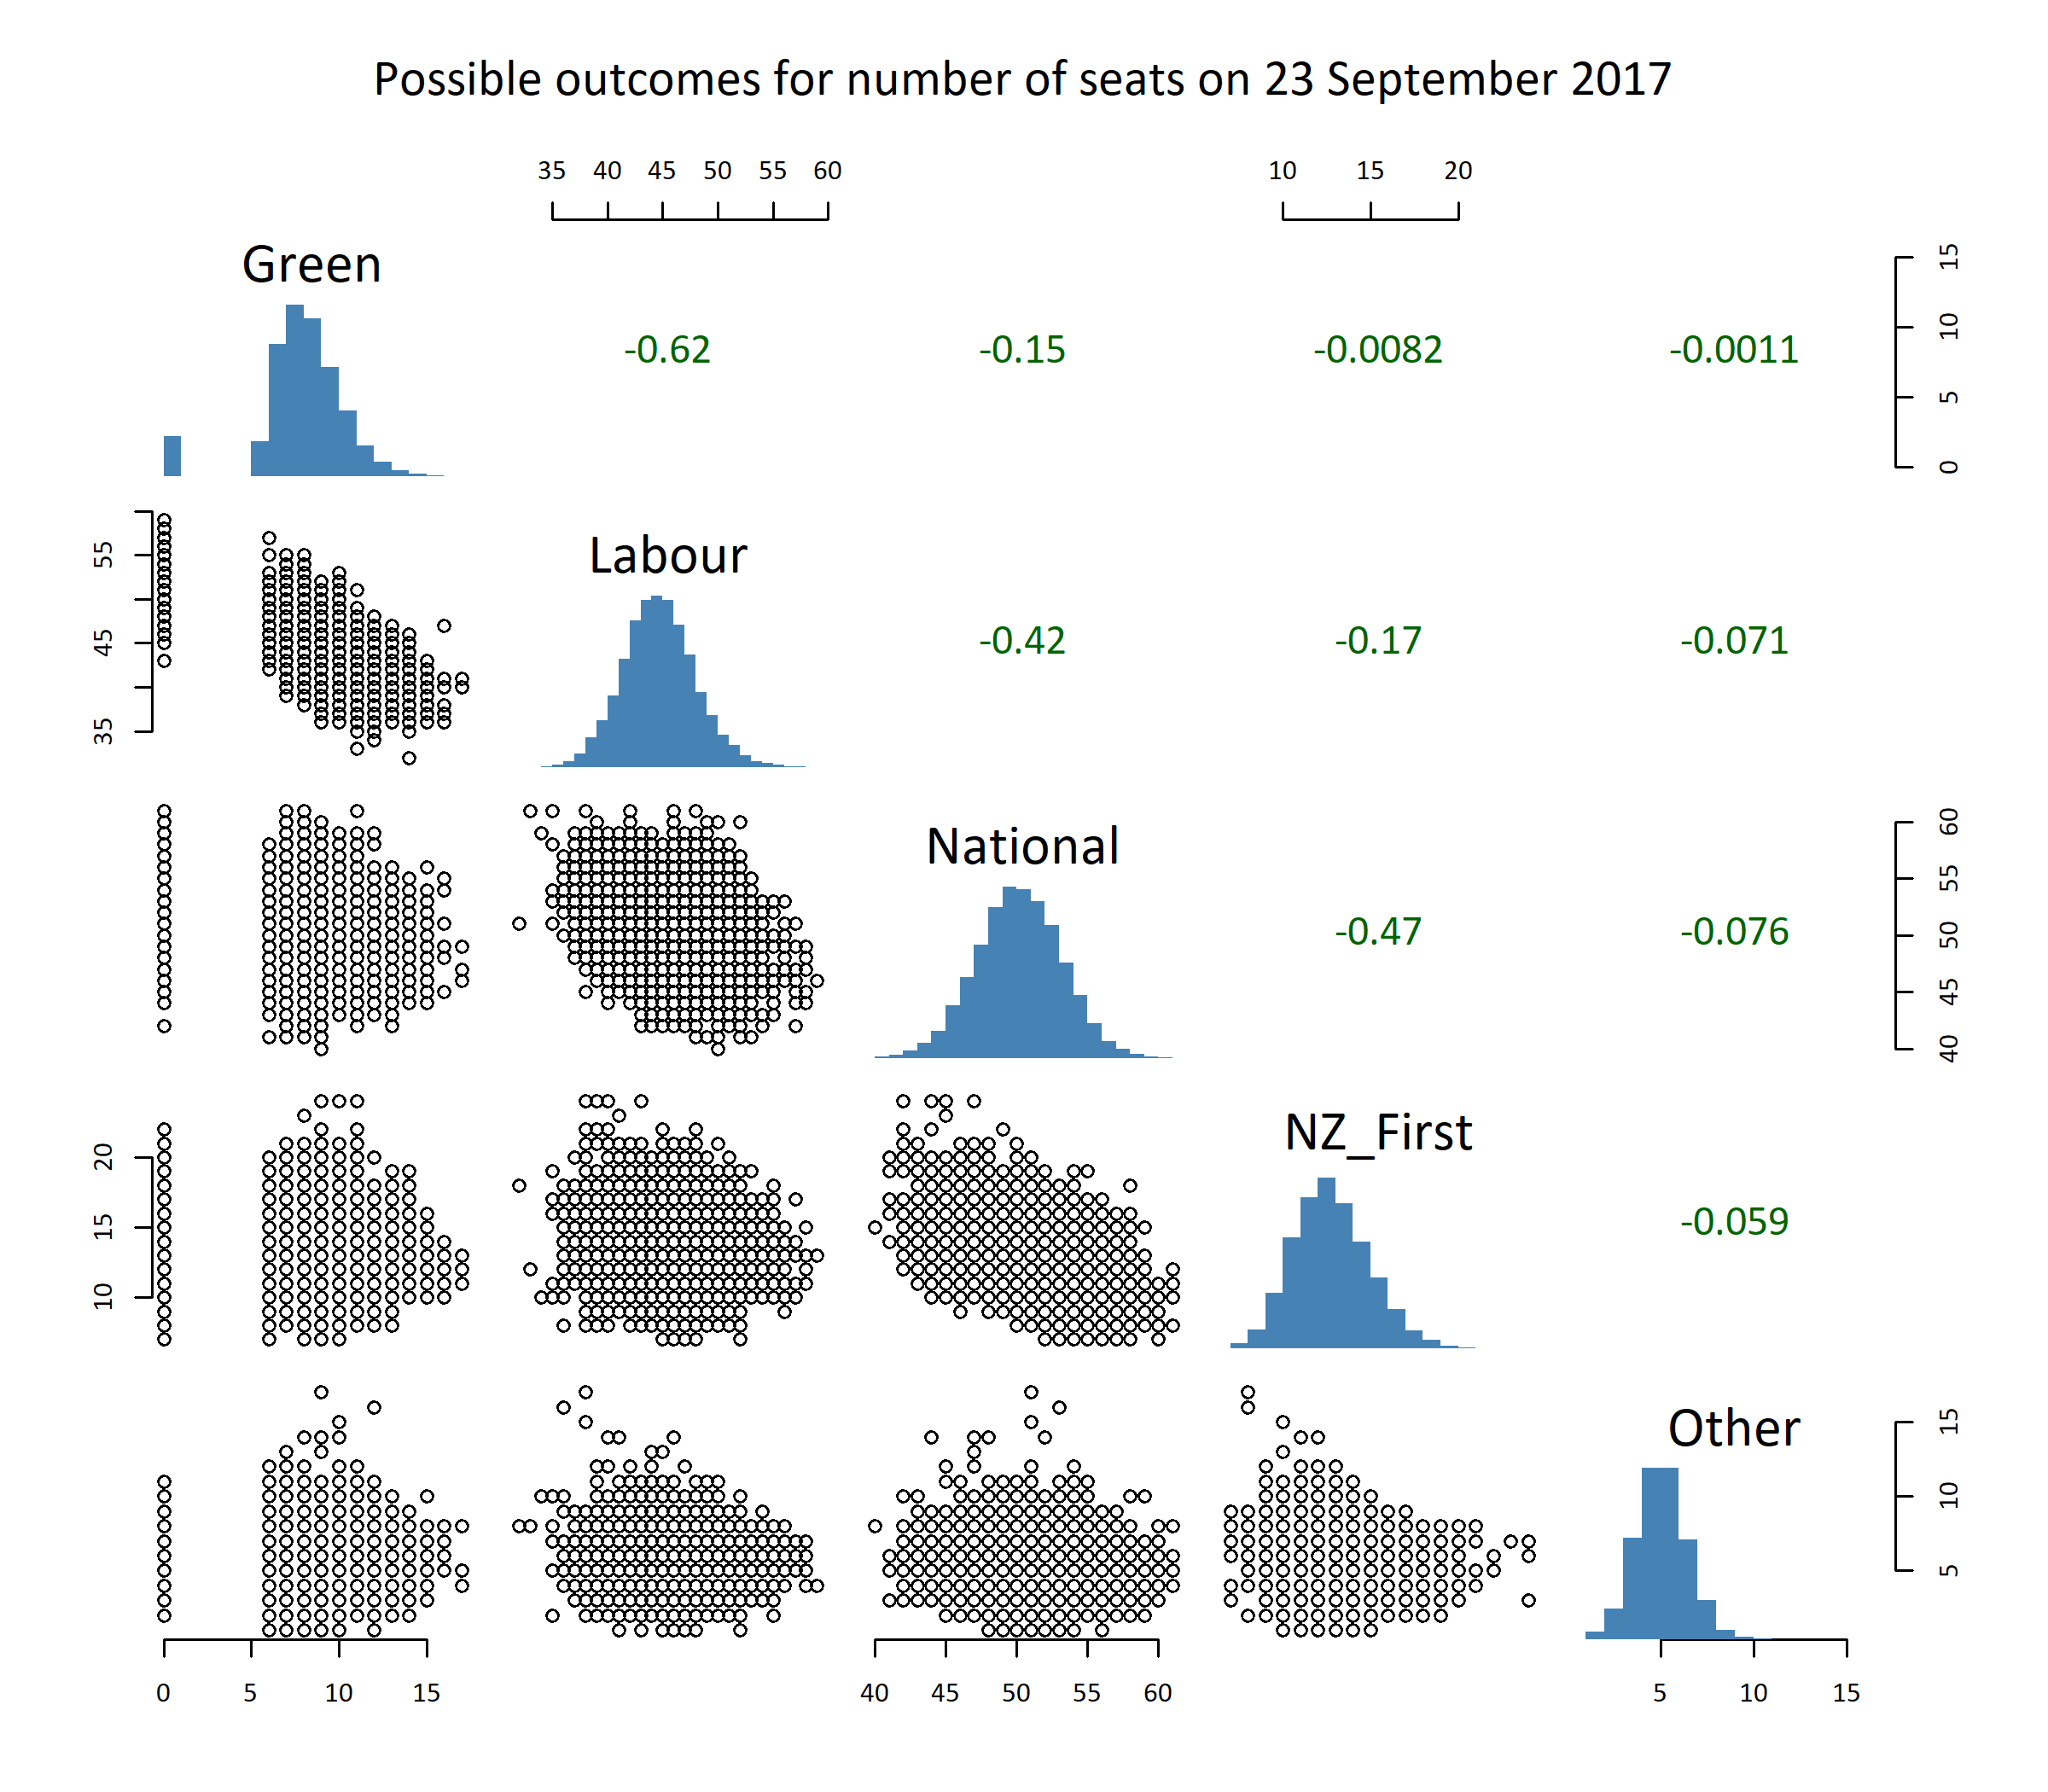 Possible outcomes for number of seats on 23 September 2017
35 40 45 50 55 60
10 15 20
Green
-0.62
-0.15
-0.0082
-0.0011
0 5 10 15
35 45 55
Labour
-0.42
-0.17
-0.071
National
-0.47
-0.076
40 45 50 55 60
10 15 20
NZ_First
-0.059
Other
5 10 15
0 5 10 15
40 45 50 55 60
5 10 15